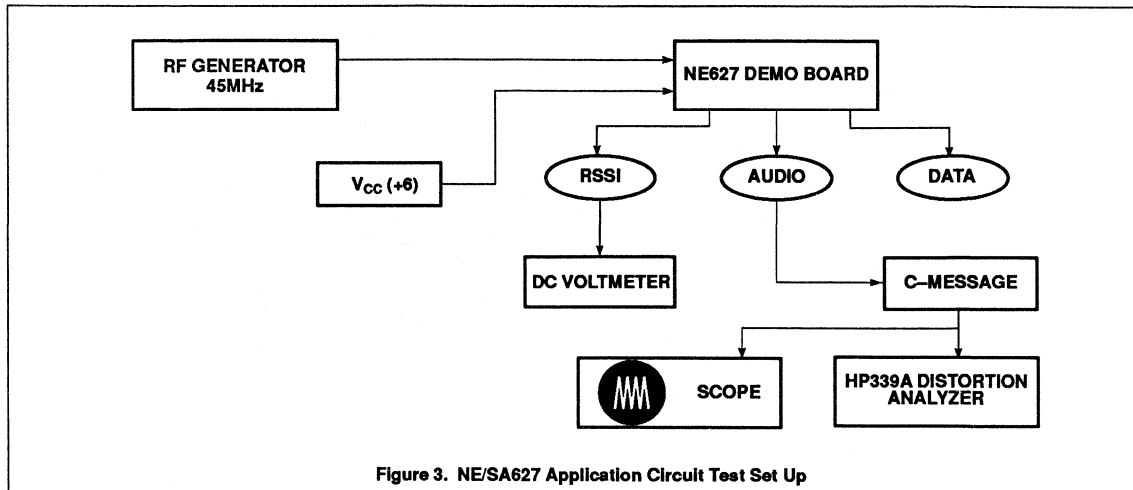 RF GENERATOR
45MHz
NE627 DEMO BOARD
VCC (+6)
RSSI
AUDIO
DATA
DC VOLTMETER
C–MESSAGE
SCOPE
HP339A DISTORTION
ANALYZER
Figure 3. NE/SA627 Application Circuit Test Set Up